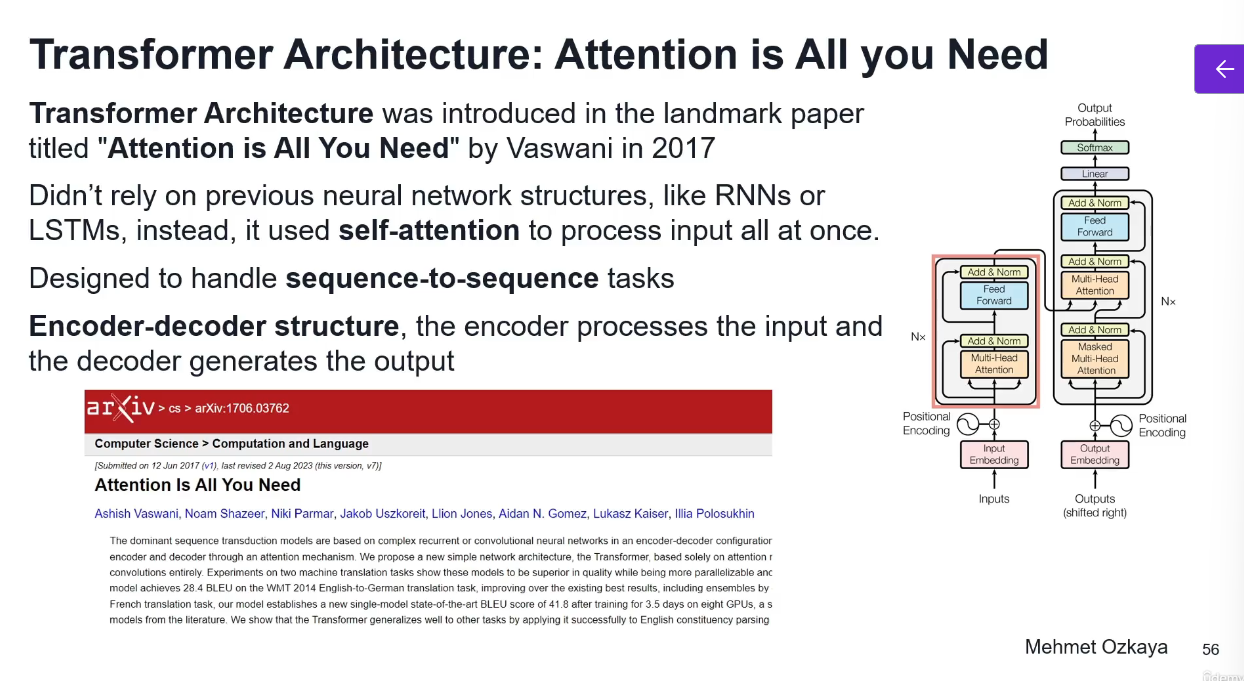 Transformer Architecture: Attention is All you Need
Transformer Architecture was introduced in the landmark paper
titled "Attention is All You Need" by Vaswani in 2017
Didn’t rely on previous neural network structures, like RNNs or
LSTMs, instead, it used self-attention to process input all at once.
Designed to handle sequence-to-sequence tasks
Encoder-decoder structure, the encoder processes the input and
the decoder generates the output
arXiv > cs > arXiv:1706.03762
Computer Science > Computation and Language
[Submitted on 12 Jun 2017 (v1), last revised 2 Aug 2023 (this version, v7)]
Attention Is All You Need
Ashish Vaswani, Noam Shazeer, Niki Parmar, Jakob Uszkoreit, Llion Jones, Aidan N. Gomez, Lukasz Kaiser, Illia Polosukhin
The dominant sequence transduction models are based on complex recurrent or convolutional neural networks in an encoder-decoder configuration
encoder and decoder through an attention mechanism. We propose a new simple network architecture, the Transformer, based solely on attention
convolutions entirely. Experiments on two machine translation tasks show these models to be superior in quality while being more parallelizable and
model achieves 28.4 BLEU on the WMT 2014 English-to-German translation task, improving over the existing best results, including ensembles by
French translation task, our model establishes a new single-model state-of-the-art BLEU score of 41.8 after training for 3.5 days on eight GPUs, a s
models from the literature. We show that the Transformer generalizes well to other tasks by applying it successfully to English constituency parsing
Output
Probabilities
Softmax
Linear
Add & Norm
Feed
Forward
Add & Norm
Multi-Head
Attention
Add & Norm
Masked
Multi-Head
Attention
Nx
Add & Norm
Feed
Forward
Add & Norm
Multi-Head
Attention
Nx
Positional
Encoding
Positional
Encoding
Input
Embedding
Output
Embedding
Inputs
Outputs
(shifted right)
Mehmet Ozkaya
56